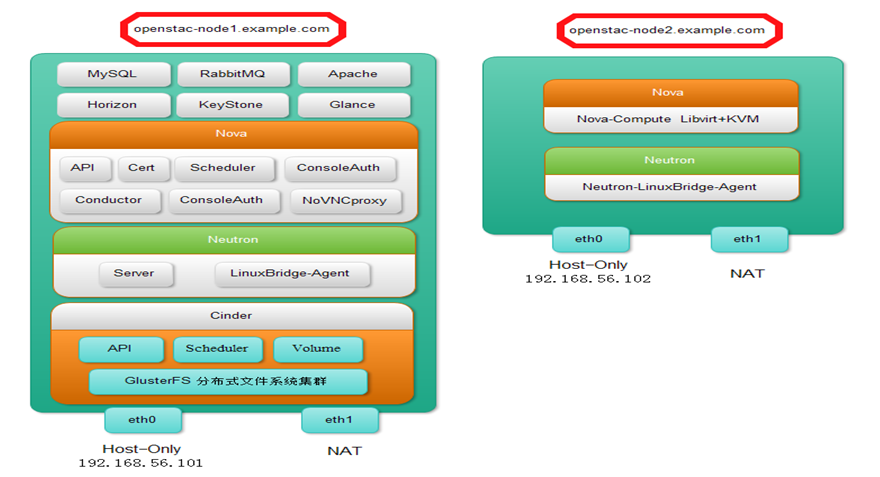 openstac-node1.example.com
MySQL RabbitMQ Apache
Horizon KeyStone Glance
Nova
API Cert Scheduler ConsoleAuth
Conductor ConsoleAuth NoVNCproxy
Neutron
Server LinuxBridge-Agent
Cinder
API Scheduler Volume
GlusterFS 分布式文件系统集群
eth0 eth1
Host-Only NAT
192.168.56.101
openstac-node2.example.com
Nova
Nova-Compute Libvirt+KVM
Neutron
Neutron-LinuxBridge-Agent
eth0 eth1
Host-Only NAT
192.168.56.102